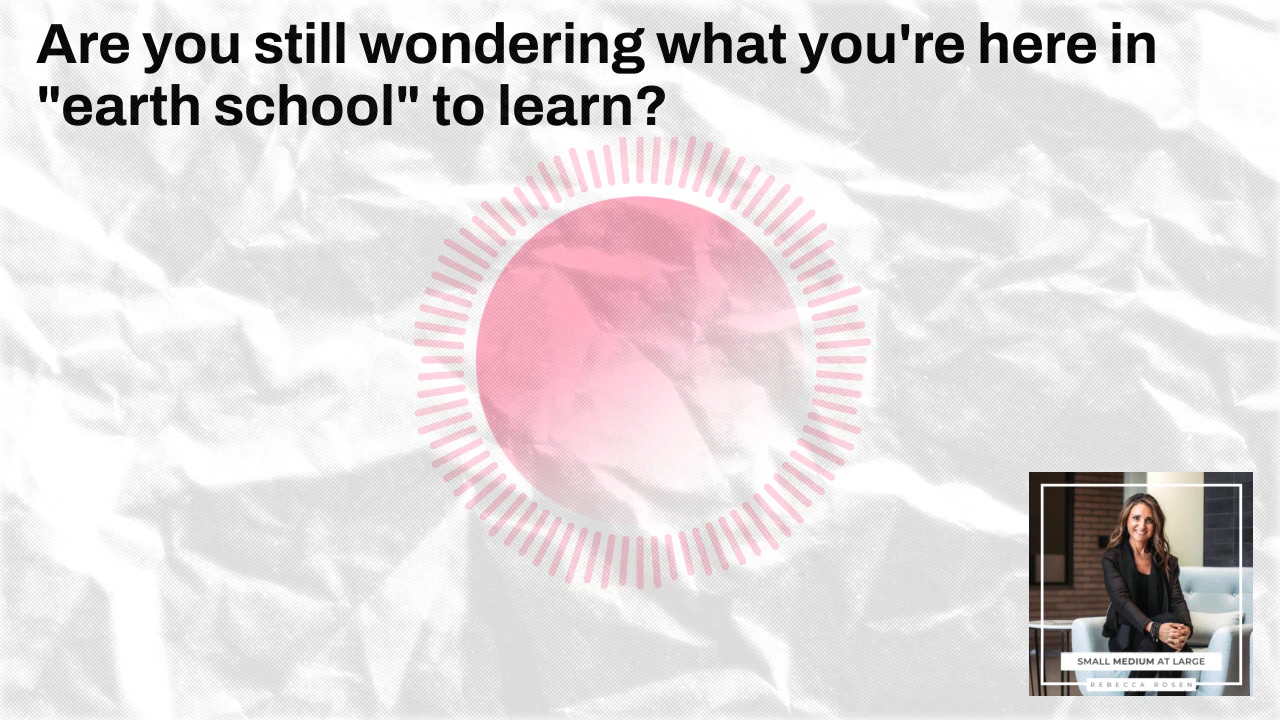 Are you still wondering what you're here in
"earth school" to learn?
SMALL MEDIUM AT LARGE
REBECCA ROSEN